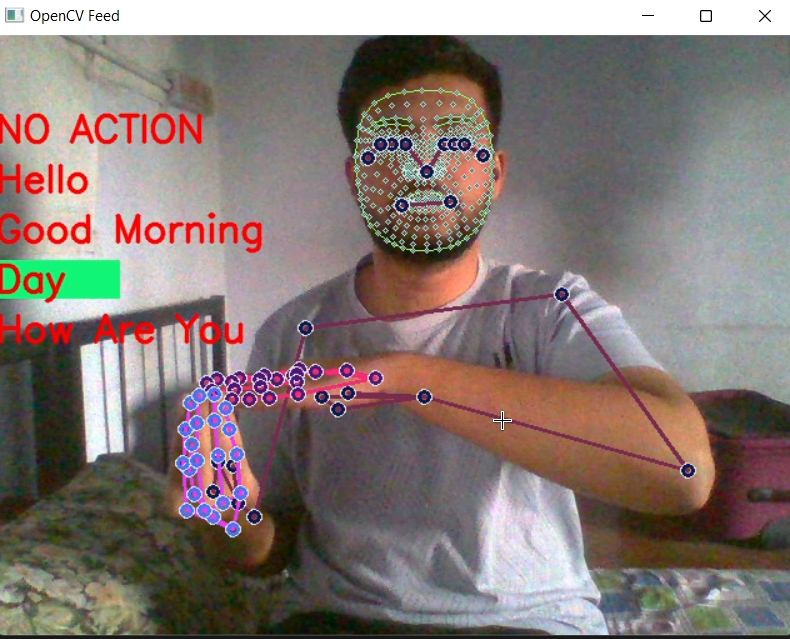 OpenCV Feed
NO ACTION
Hello
Good Morning
Day
How Are You